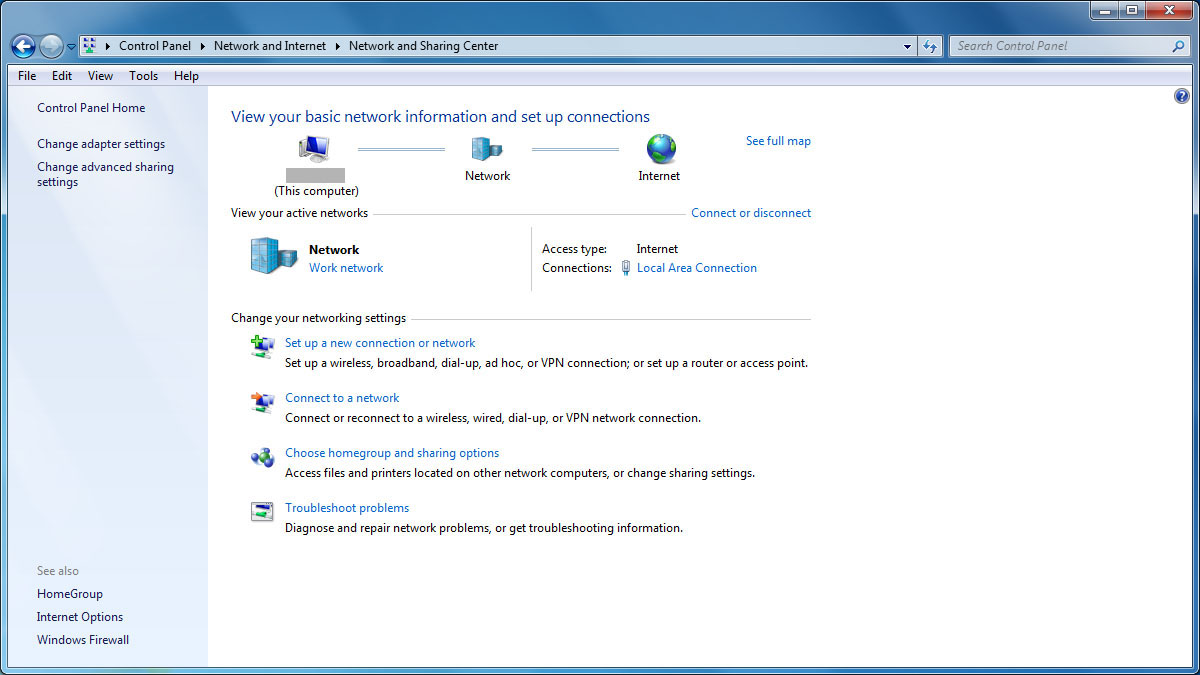 Control Panel Network and Internet Network and Sharing Center Search Control Panel
File Edit View Tools Help
Control Panel Home
Change adapter settings
Change advanced sharing
settings
View your basic network information and set up connections
See full map
Network Internet
(This computer)
View your active networks Connect or disconnect
Network
Work network
Access type: Internet
Connections: Local Area Connection
Change your networking settings
Set up a new connection or network
Set up a wireless, broadband, dial-up, ad hoc, or VPN connection; or set up a router or access point.
Connect to a network
Connect or reconnect to a wireless, wired, dial-up, or VPN network connection.
Choose homegroup and sharing options
Access files and printers located on other network computers, or change sharing settings.
Troubleshoot problems
Diagnose and repair network problems, or get troubleshooting information.
See also
HomeGroup
Internet Options
Windows Firewall